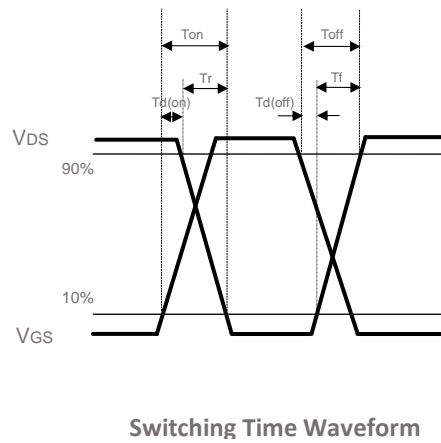 Ton
Toff
Tr
Tf
Td(on)
Td(off)
VDS
90%
10%
VGS
Switching Time Waveform